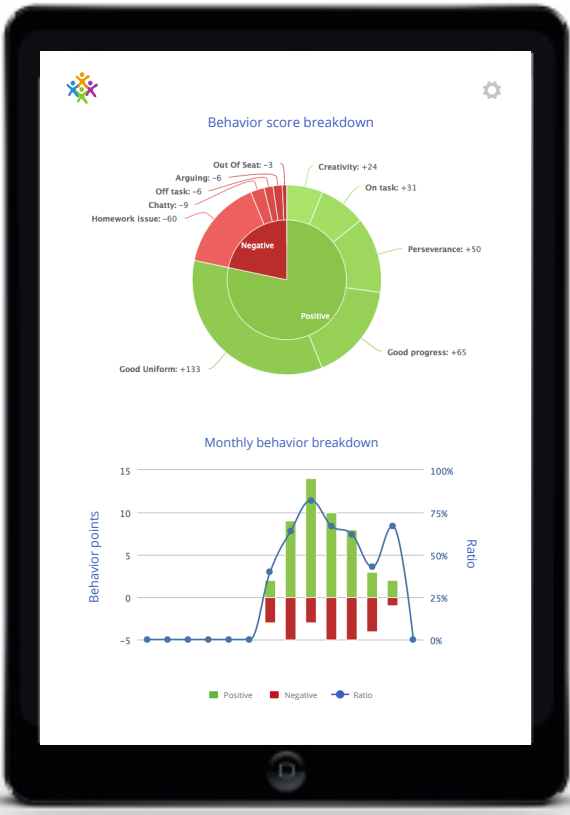 Behavior score breakdown
Out Of Seat: −3
Creativity: +24
Arguing: −6
On task: +31
Off task: −6
Chatty: −9
Homework issue: −60
Negative
Perseverance: +50
Positive
Good progress: +65
Good Uniform: +133
Monthly behavior breakdown
15
100%
10
75%
5
50%
0
25%
−5
0%
Behavior points
Ratio
Positive
Negative
Ratio